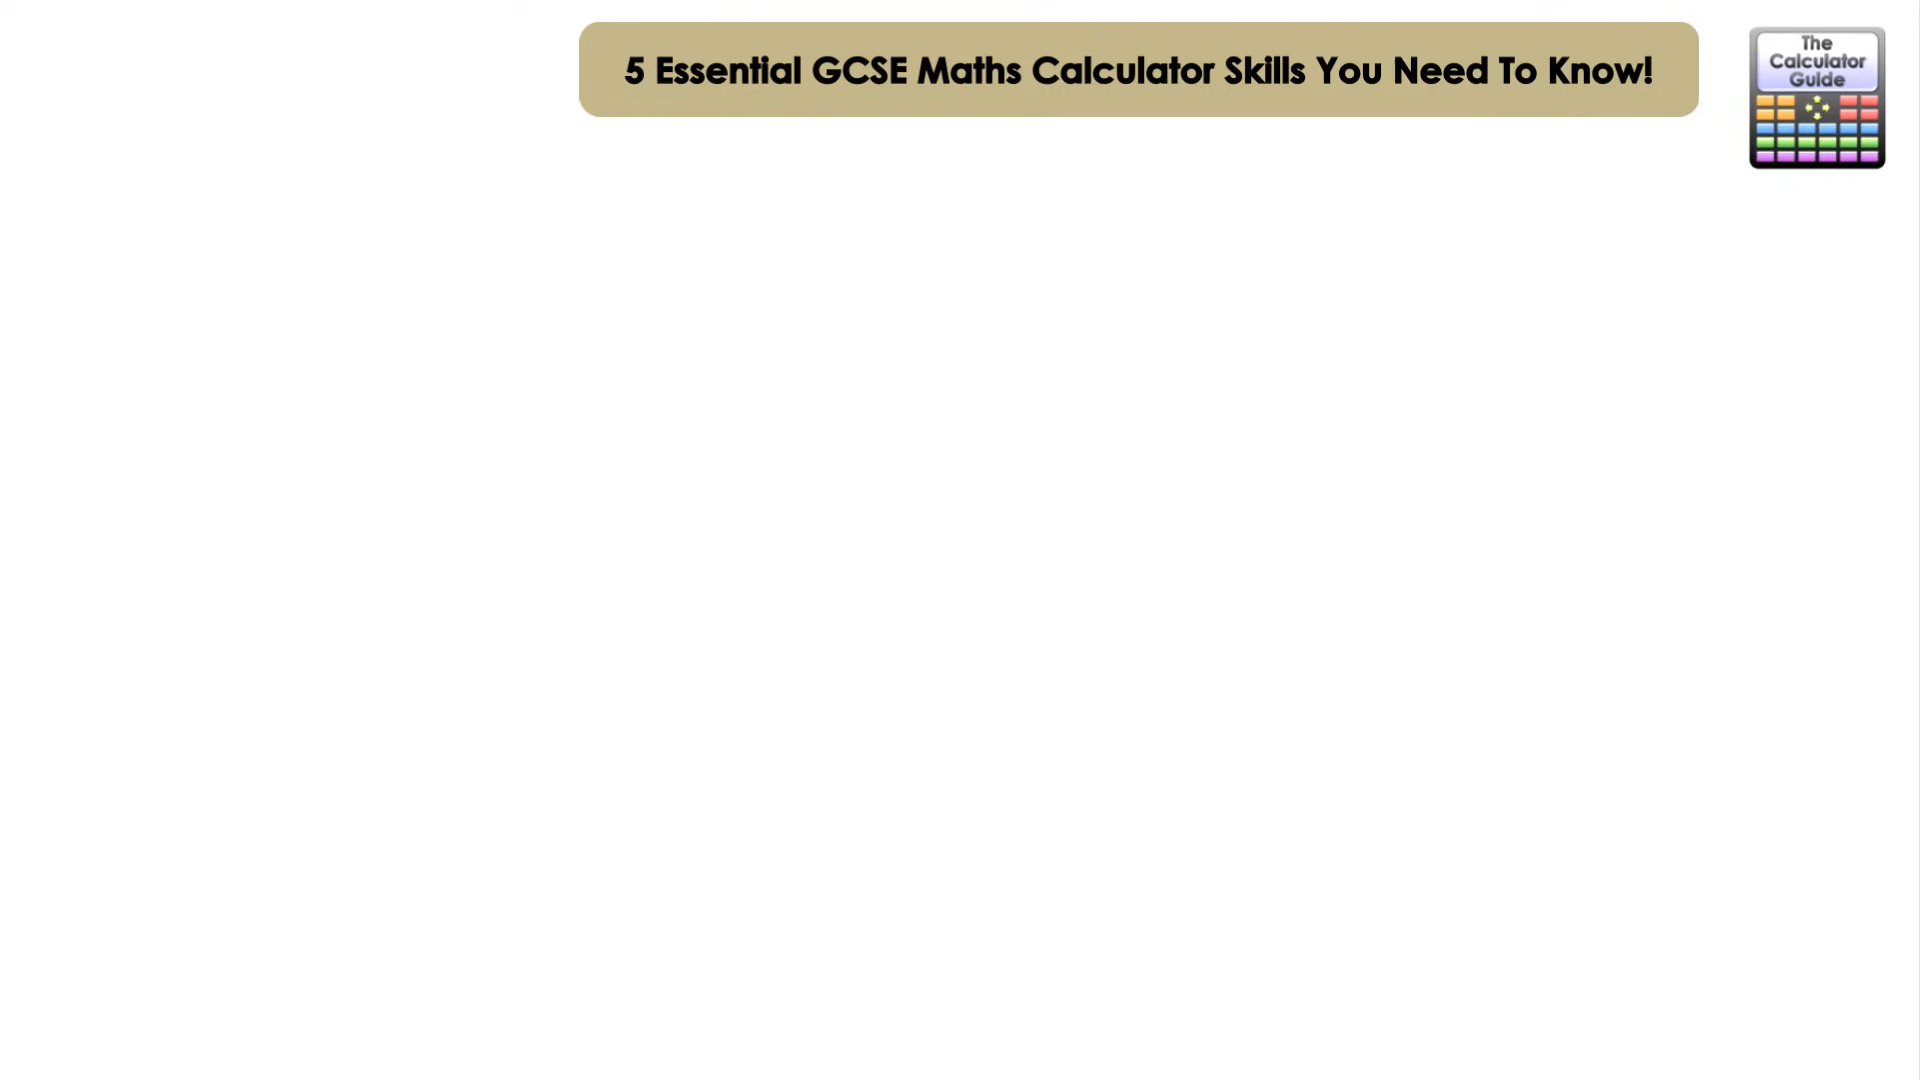 5 Essential GCSE Maths Calculator Skills You Need To Know!
The
Calculator
Guide